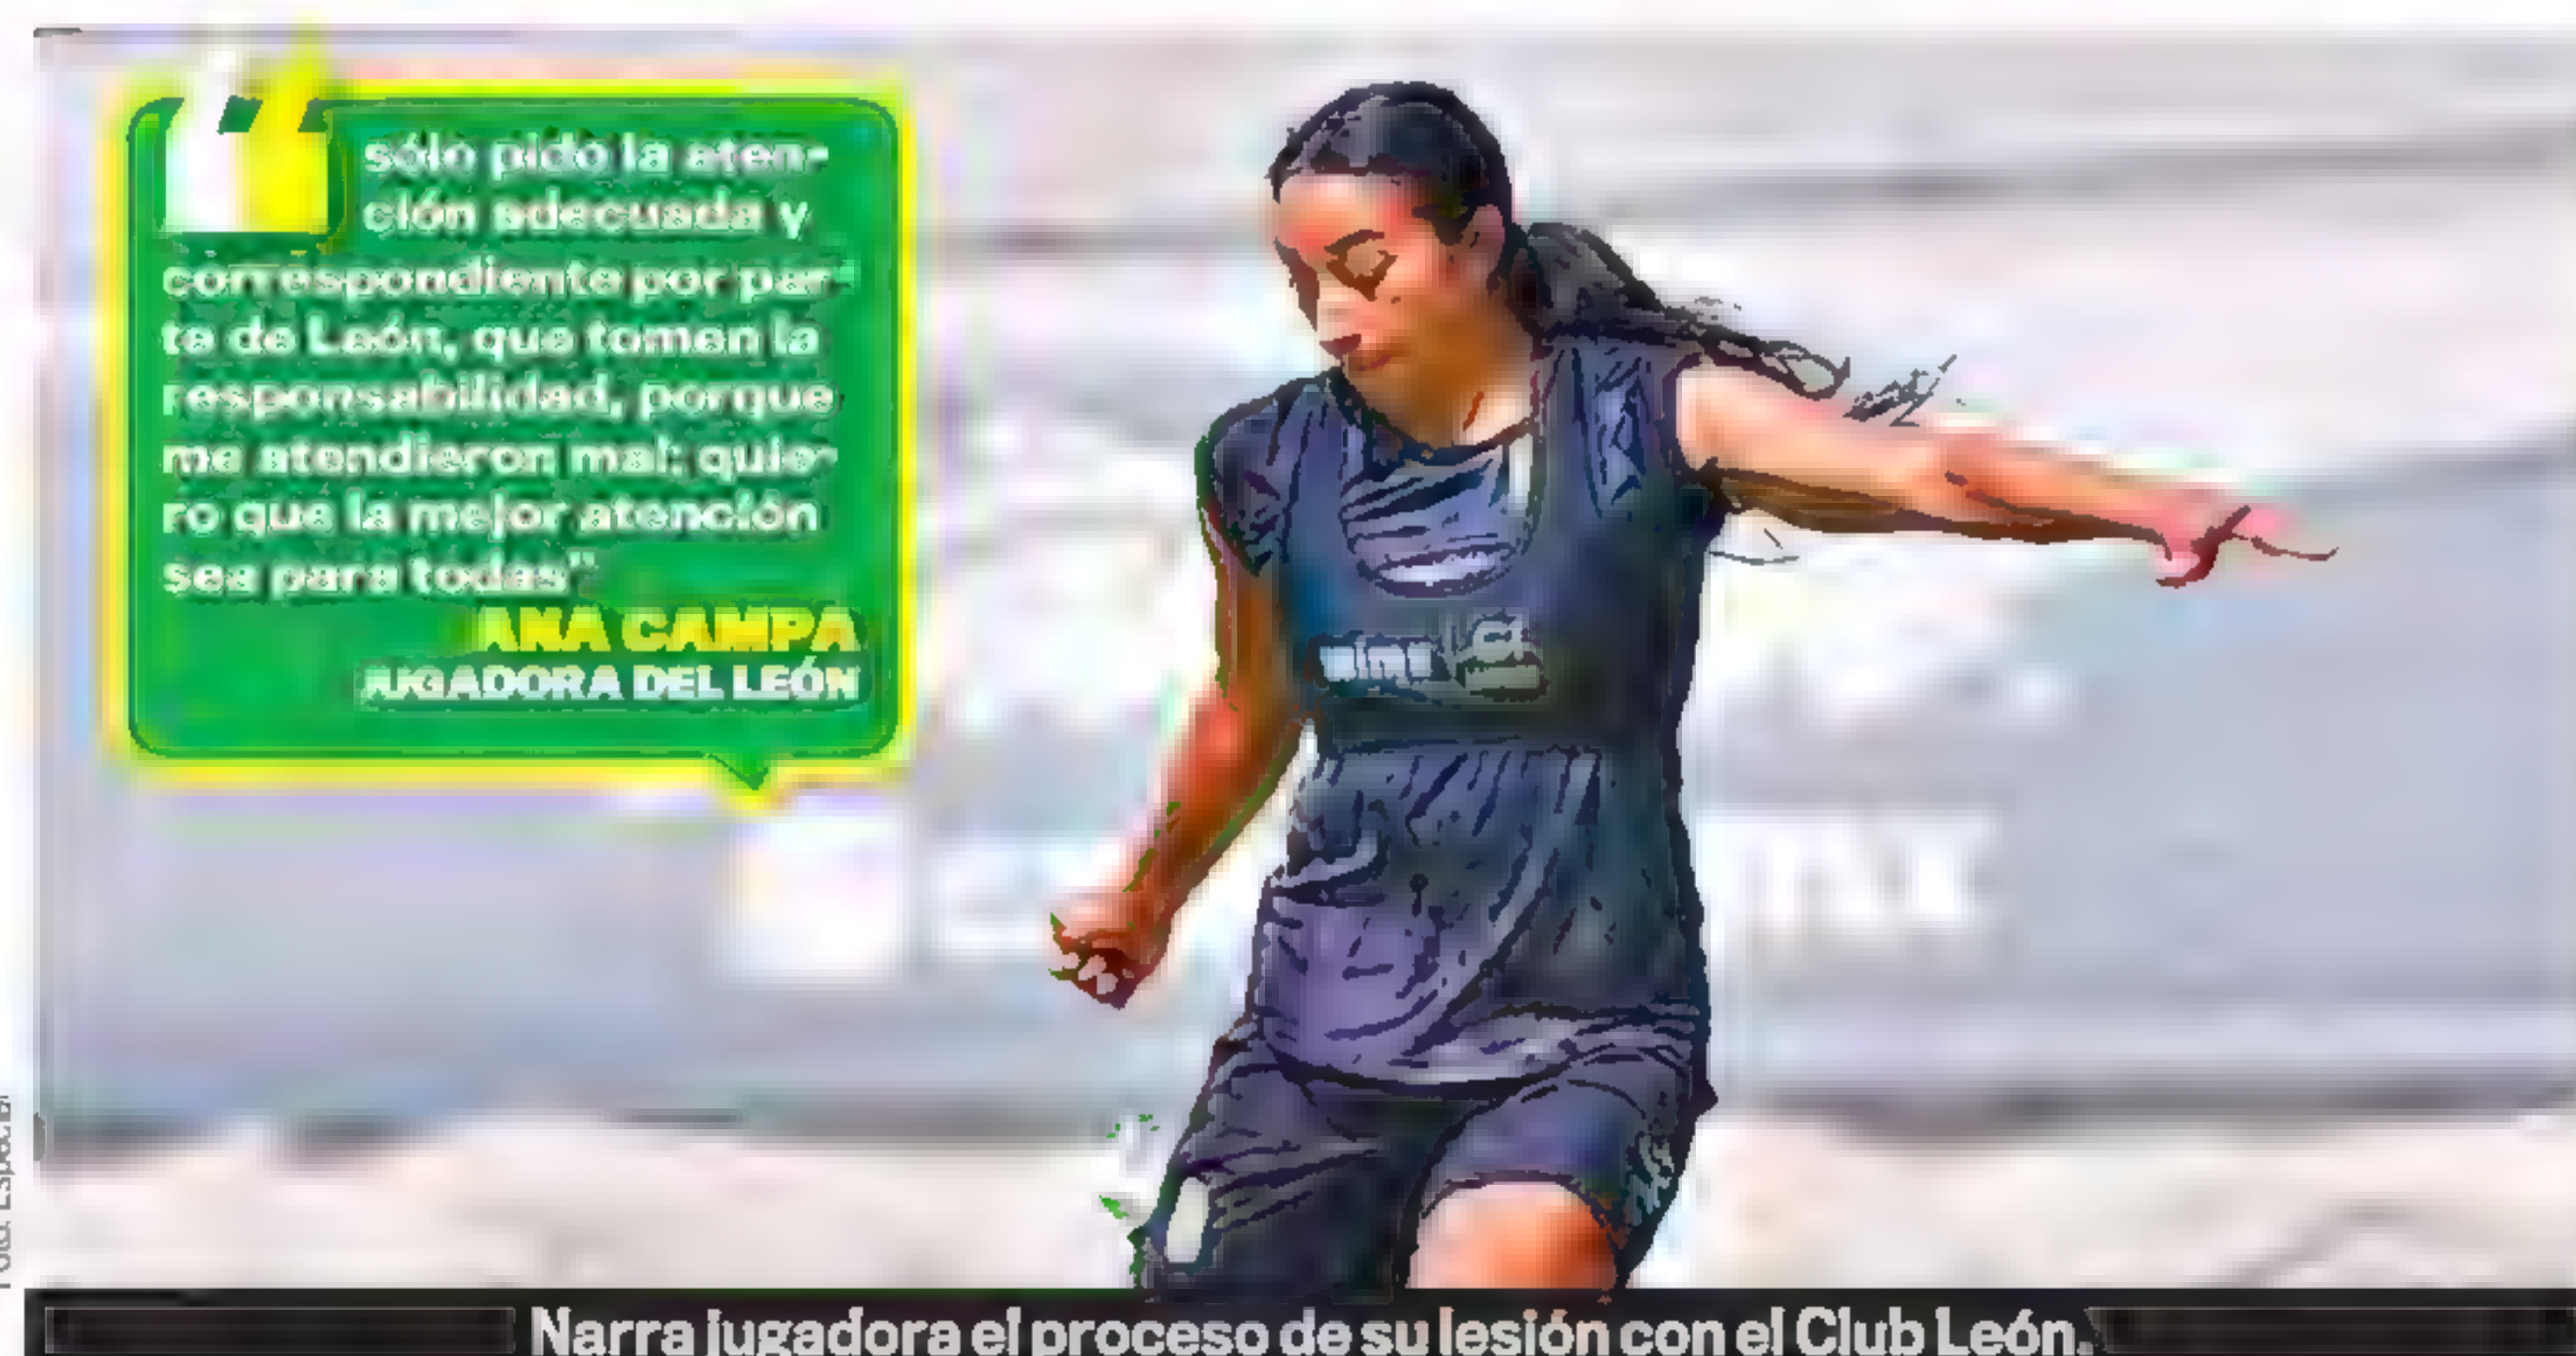 sólo pido la aten-
ción adecuada y
correspondiente por par-
te de León, que tomen la
responsabilidad, porque
me atendieron mal; quie-
ro que la mejor atención
sea para todas"
ANA CAMPA
JUGADORA DEL LEÓN
Foto: Especial
Narra jugadora el proceso de su lesión con el Club León.